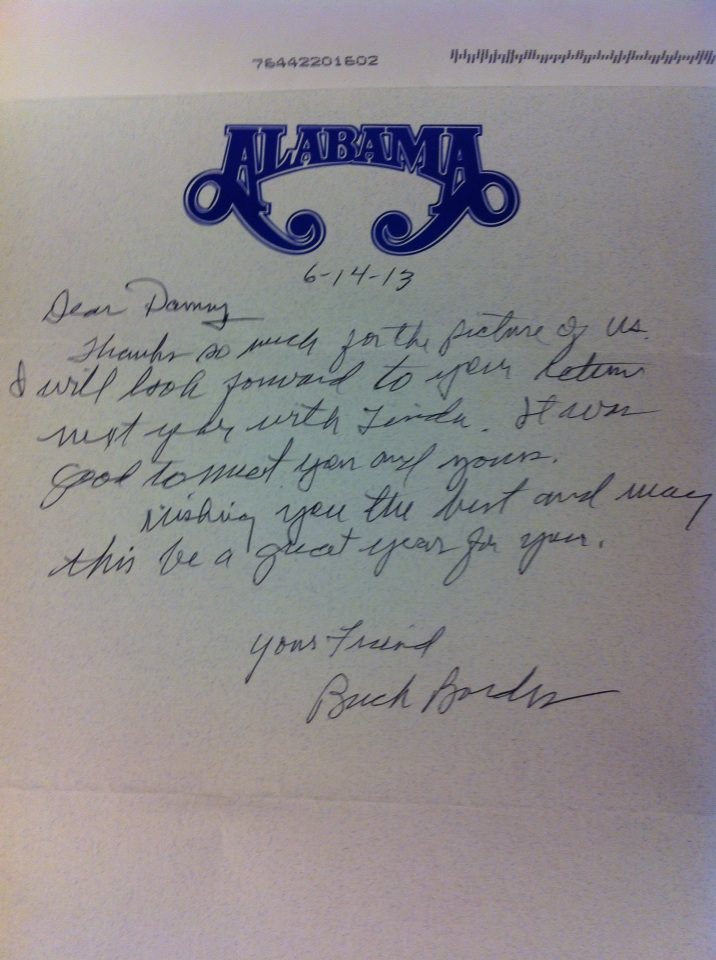 76442201602
ALABAMA
6-14-13
Dear Danny
Thanks so much for the picture of us.
I will look forward to your return
next year with Linda. It was
good to meet you and yours.
Wishing you the best and may
this be a great year for you.
Your Friend
Buck